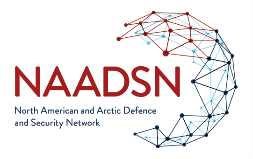 NAADSN
North American and Arctic Defence
and Security Network